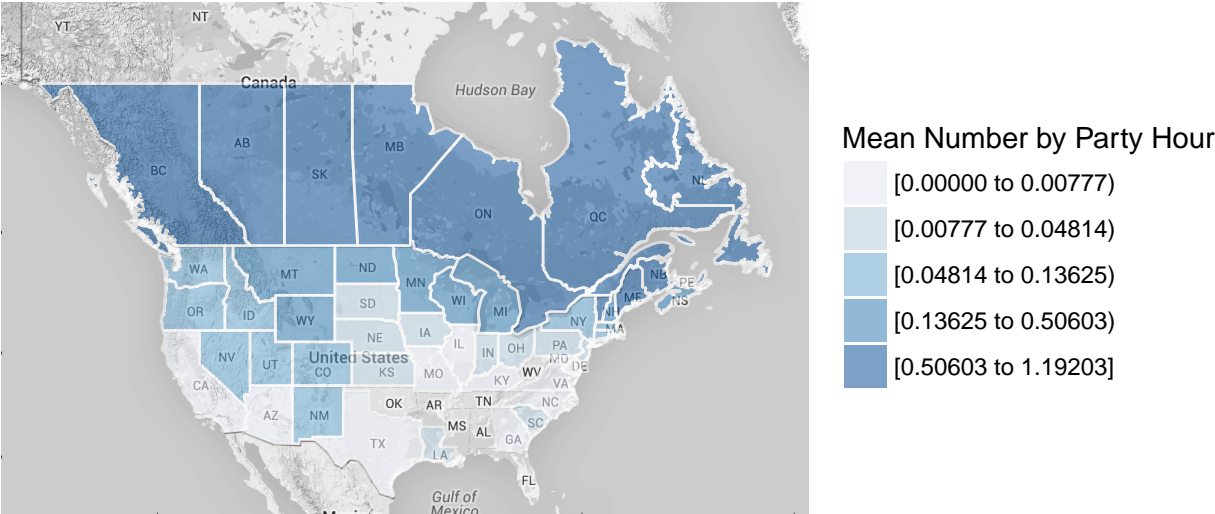 YT
NT
Canada
Hudson Bay
BC
AB
SK
MB
ON
QC
NL
NB
PE
NS
ME
NH
MA
WA
MT
ND
MN
OR
ID
WY
SD
WI
MI
NY
NV
UT
CO
NE
IA
IL
IN
OH
PA
MD
DE
United States
KS
MO
KY
WV
VA
CA
AZ
NM
OK
AR
TN
NC
SC
TX
LA
MS
AL
GA
FL
Gulf of
Mexico
Mean Number by Party Hour
[0.00000 to 0.00777)
[0.00777 to 0.04814)
[0.04814 to 0.13625)
[0.13625 to 0.50603)
[0.50603 to 1.19203]